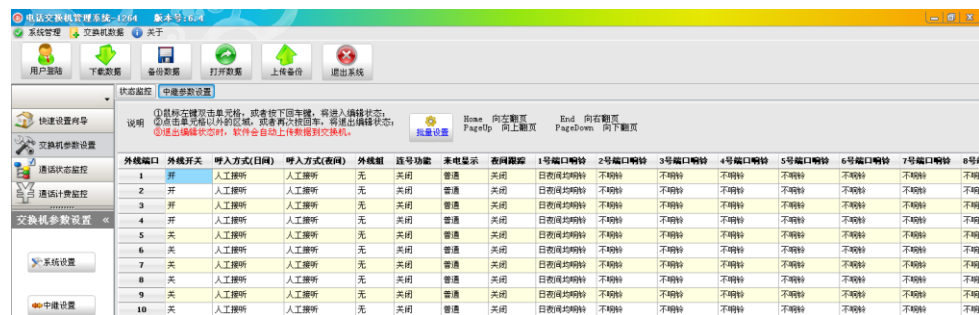 电话交换机管理系统-1264 版本号:6.4
系统管理 交换机数据 关于
用户登陆 下载数据 备份数据 打开数据 上传备份 退出系统
状态监控 中继参数设置
快速设置向导
交换机参数设置
通话状态监控
通话计费监控
交换机参数设置 «
系统设置
中继设置
说明
①鼠标左键双击单元格，或者按下回车键，将进入编辑状态；
②点击单元格以外的区域，或者再次按回车，将退出编辑状态；
③退出编辑状态时，软件会自动上传数据到交换机。
批量设置
Home 向左翻页 End 向右翻页
PageUp 向上翻页 PageDown 向下翻页
外线端口 外线开关 呼入方式(日间) 呼入方式(夜间) 外线组 连号功能 来电显示 夜间跟踪 1号端口响铃 2号端口响铃 3号端口响铃 4号端口响铃 5号端口响铃 6号端口响铃 7号端口响铃
1 开 人工接听 人工接听 无 关闭 普通 关闭 日夜间均响铃 不响铃 不响铃 不响铃 不响铃 不响铃 不响铃
2 开 人工接听 人工接听 无 关闭 普通 关闭 日夜间均响铃 不响铃 不响铃 不响铃 不响铃 不响铃 不响铃
3 开 人工接听 人工接听 无 关闭 普通 关闭 日夜间均响铃 不响铃 不响铃 不响铃 不响铃 不响铃 不响铃
4 开 人工接听 人工接听 无 关闭 普通 关闭 日夜间均响铃 不响铃 不响铃 不响铃 不响铃 不响铃 不响铃
5 关 人工接听 人工接听 无 关闭 普通 关闭 日夜间均响铃 不响铃 不响铃 不响铃 不响铃 不响铃 不响铃
6 关 人工接听 人工接听 无 关闭 普通 关闭 日夜间均响铃 不响铃 不响铃 不响铃 不响铃 不响铃 不响铃
7 关 人工接听 人工接听 无 关闭 普通 关闭 日夜间均响铃 不响铃 不响铃 不响铃 不响铃 不响铃 不响铃
8 关 人工接听 人工接听 无 关闭 普通 关闭 日夜间均响铃 不响铃 不响铃 不响铃 不响铃 不响铃 不响铃
9 关 人工接听 人工接听 无 关闭 普通 关闭 日夜间均响铃 不响铃 不响铃 不响铃 不响铃 不响铃 不响铃
10 关 人工接听 人工接听 无 关闭 普通 关闭 日夜间均响铃 不响铃 不响铃 不响铃 不响铃 不响铃 不响铃